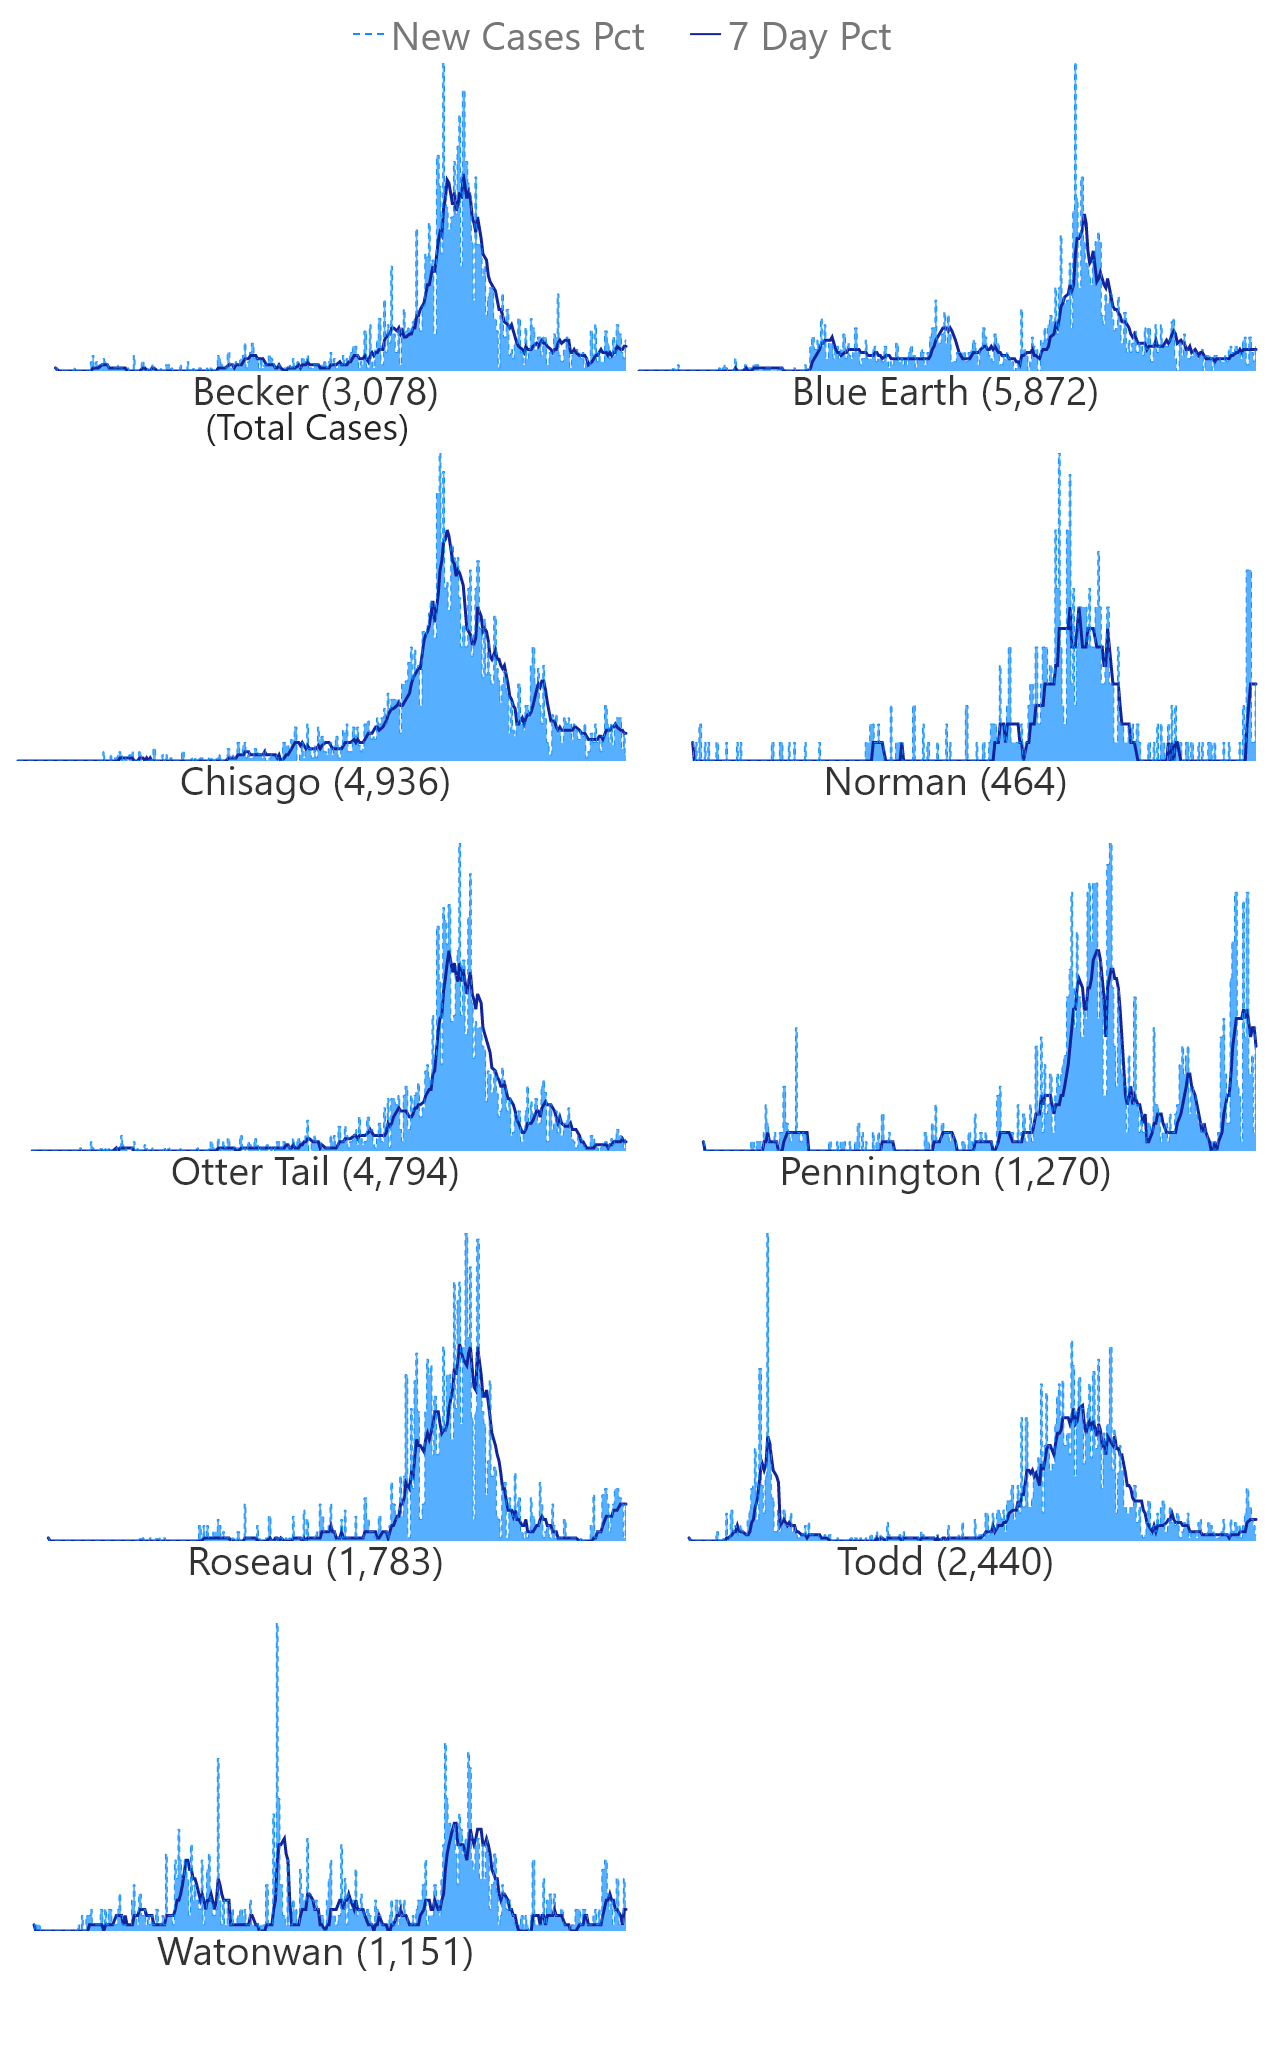 New Cases Pct 7 Day Pct
Becker (3,078) Blue Earth (5,872)
(Total Cases)
Chisago (4,936) Norman (464)
Otter Tail (4,794) Pennington (1,270)
Roseau (1,783) Todd (2,440)
Watonwan (1,151)